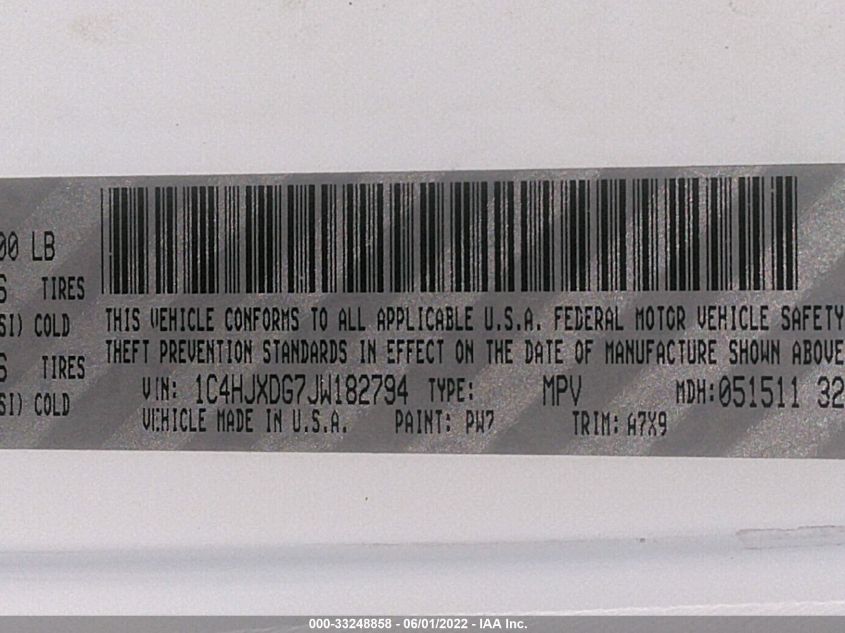 00 LB
S TIRES
SI) COLD
S TIRES
SI) COLD
THIS VEHICLE CONFORMS TO ALL APPLICABLE U.S.A. FEDERAL MOTOR VEHICLE SAFETY
THEFT PREVENTION STANDARDS IN EFFECT ON THE DATE OF MANUFACTURE SHOWN ABOVE
VIN: 1C4HJXDG7JW182794 TYPE: MPV MDH:051511 32
VEHICLE MADE IN U.S.A. PAINT: PW7 TRIM: A7X9
000-33248858 - 06/01/2022 - IAA Inc.